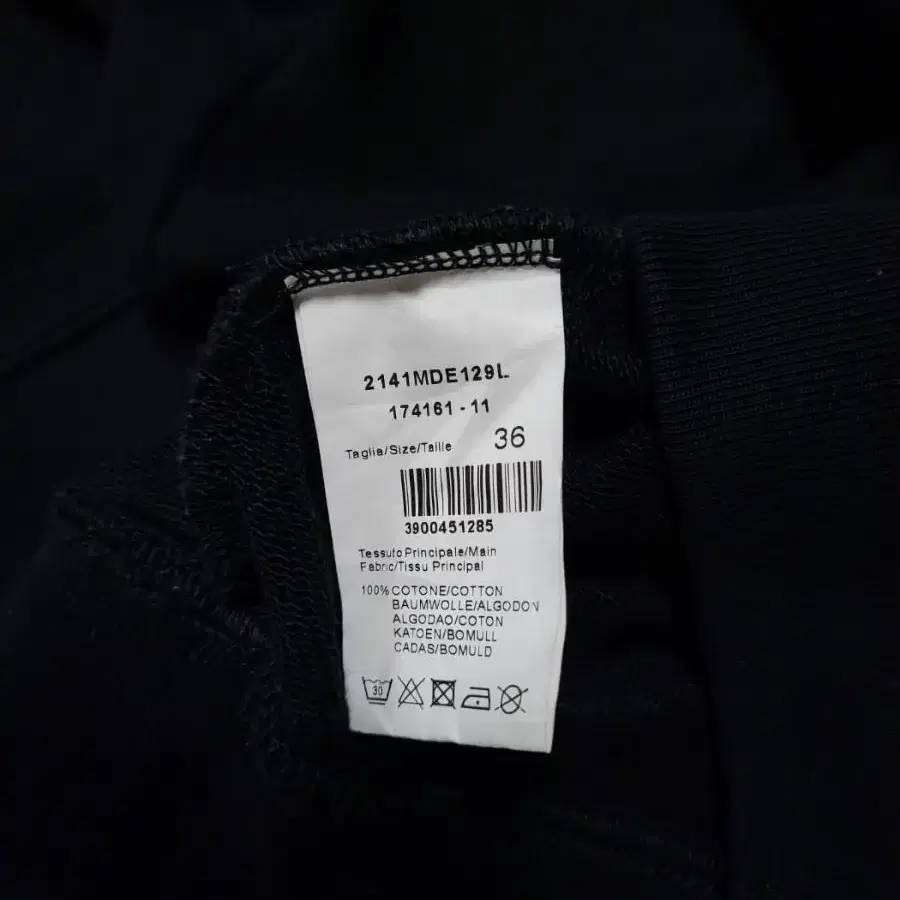 2141MDE129L
174161 - 11
Taglia/Size/Taille 36
3900451285
Tessuto Principale/Main
Fabric/Tissu Principal
100% COTONE/COTTON
BAUMWOLLE/ALGODON
ALGODAO/COTON
KATOEN/BOMULL
CADAS/BOMULD
30